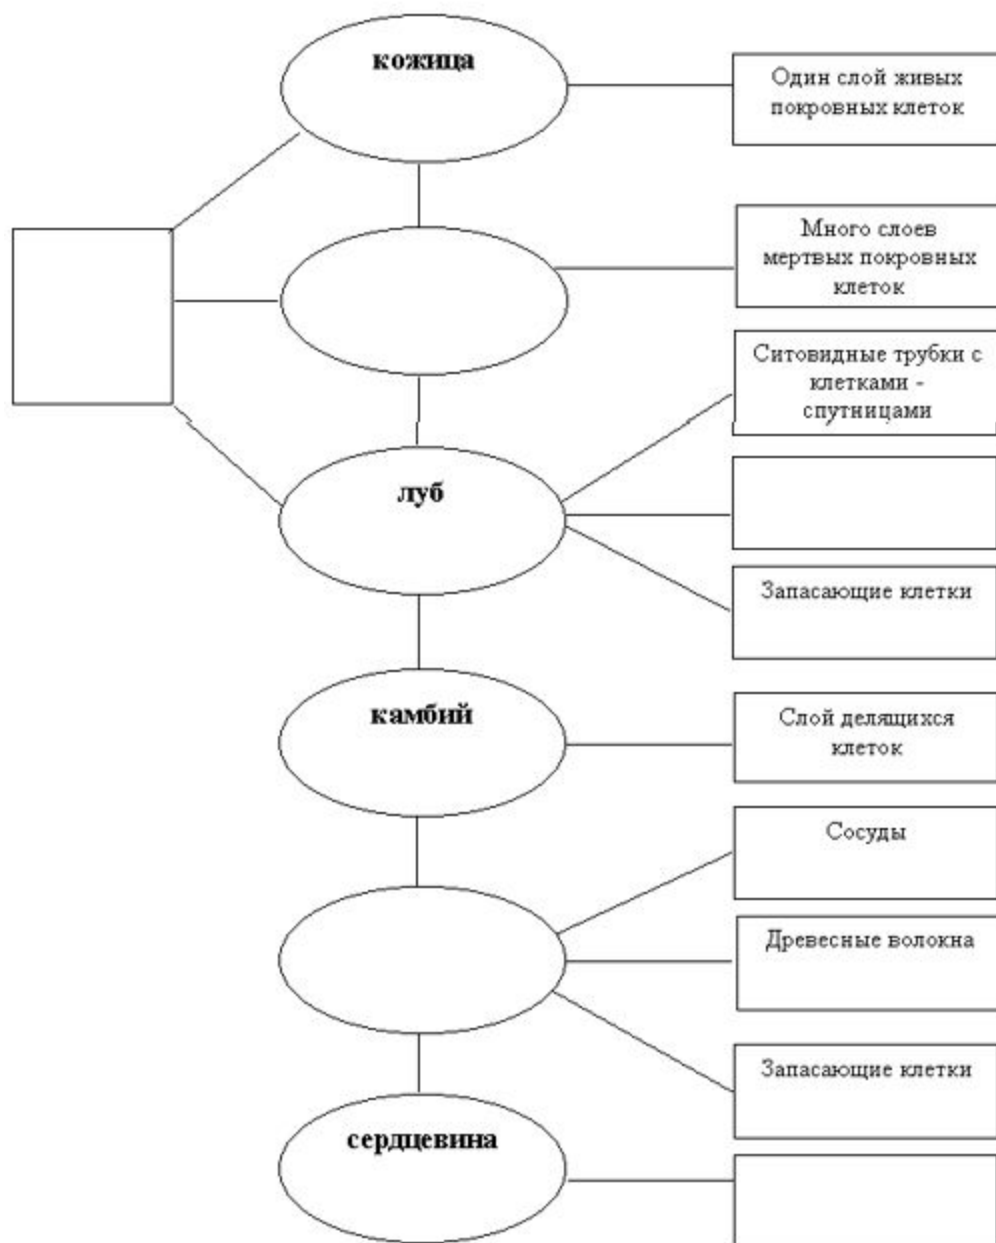 кожица
Один слой живых
покровных клеток
Много слоев
мертвых покровных
клеток
Ситовидные трубки с
клетками -
спутницами
луб
Запасающие клетки
камбий
Слой делящихся
клеток
Сосуды
Древесные волокна
Запасающие клетки
сердцевина